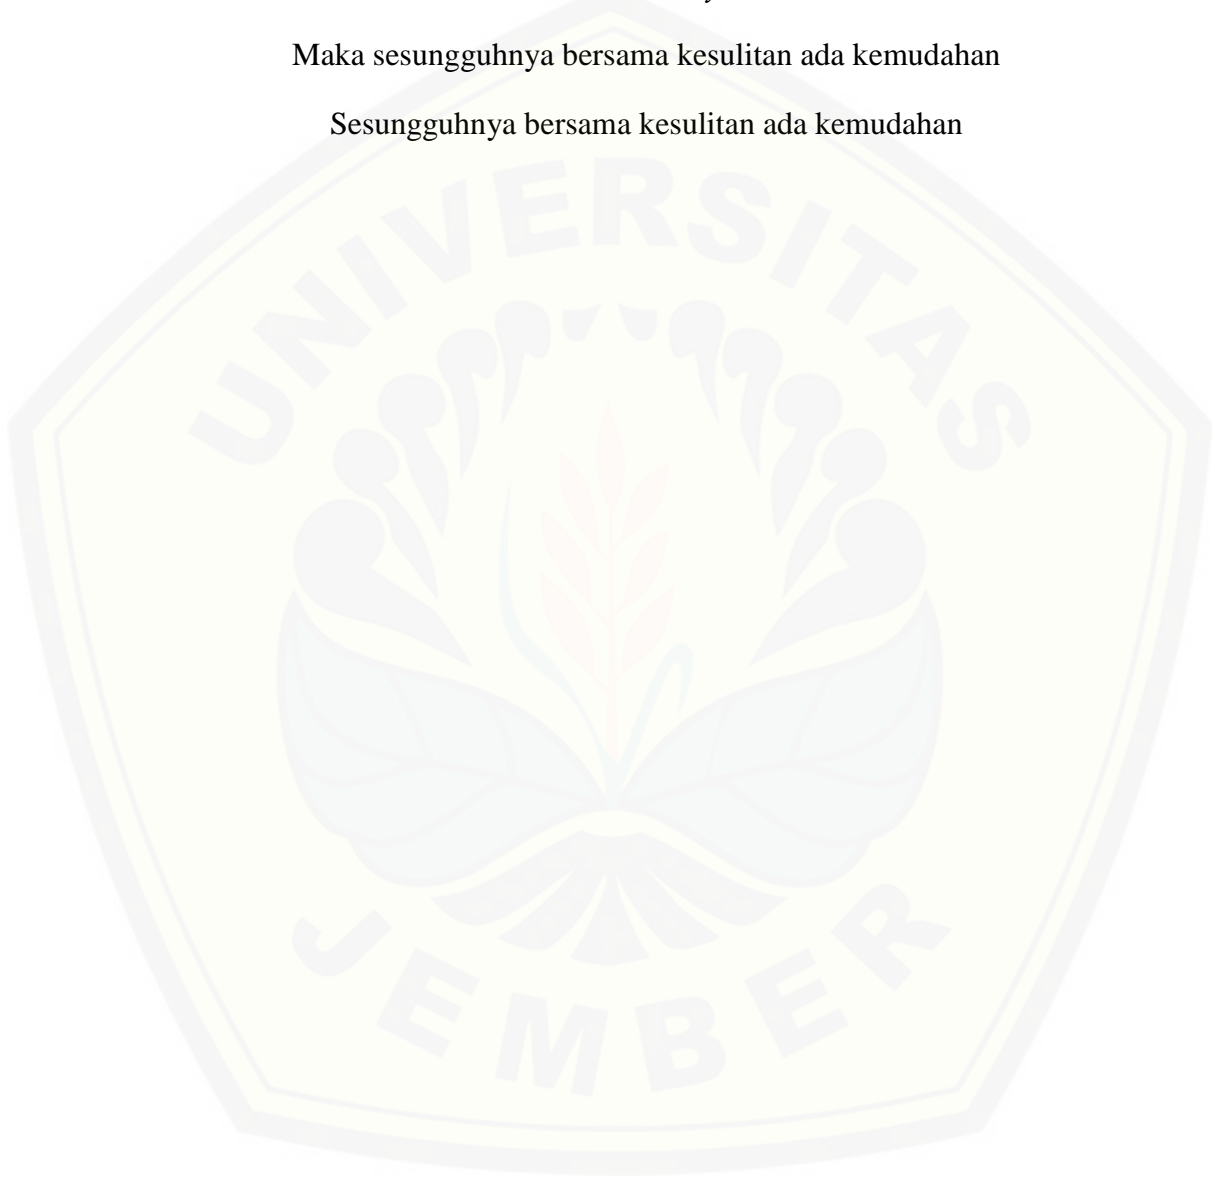 Maka sesungguhnya bersama kesulitan ada kemudahan
Sesungguhnya bersama kesulitan ada kemudahan
UNIVERSITAS
JEMBER